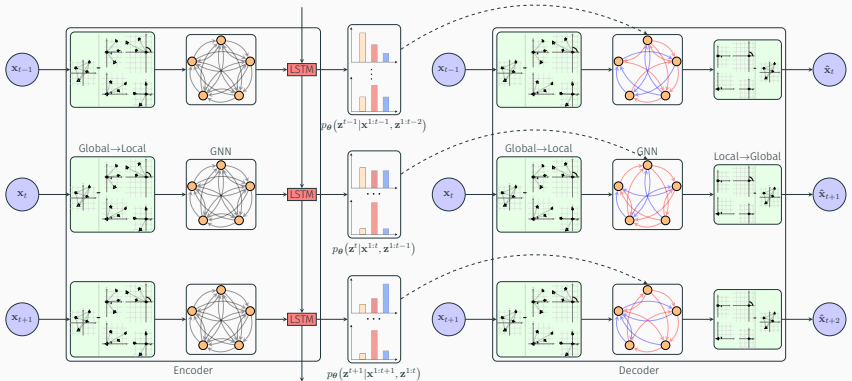 x_{t−1}
LSTM
x_{t−1}
x̂_t
p_θ(z^{t−1}|x^{1:t−1}, z^{1:t−2})
Global→Local
GNN
Global→Local
GNN
Local→Global
x_t
LSTM
x_t
x̂_{t+1}
p_θ(z^t|x^{1:t}, z^{1:t−1})
x_{t+1}
LSTM
x_{t+1}
x̂_{t+2}
Encoder
p_θ(z^{t+1}|x^{1:t+1}, z^{1:t})
Decoder